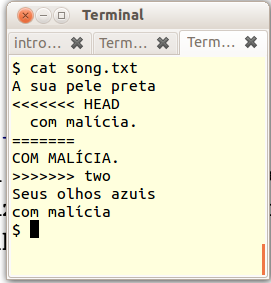 Terminal
intro... Term... Term...
$ cat song.txt
A sua pele preta
<<<<<<< HEAD
  com malícia.
=======
COM MALÍCIA.
>>>>>>> two
Seus olhos azuis
com malícia
$